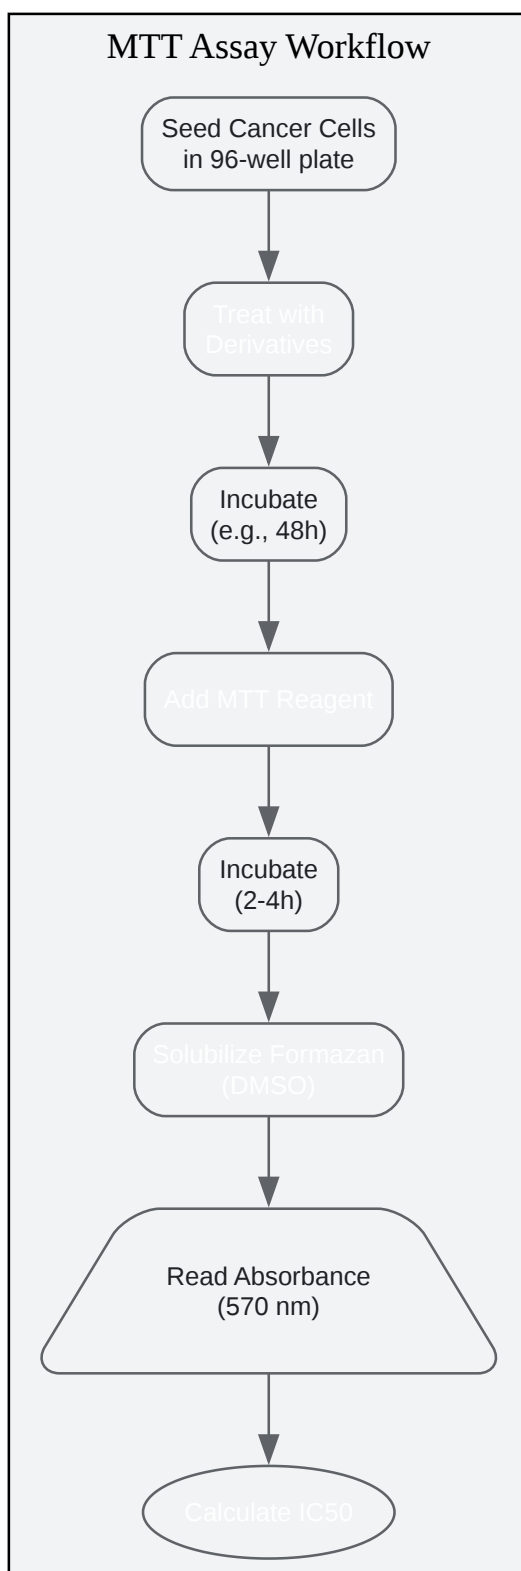 MTT Assay Workflow
Seed Cancer Cells
in 96-well plate
Treat with
Derivatives
Incubate
(e.g., 48h)
Add MTT Reagent
Incubate
(2-4h)
Solubilize Formazan
(DMSO)
Read Absorbance
(570 nm)
Calculate IC50